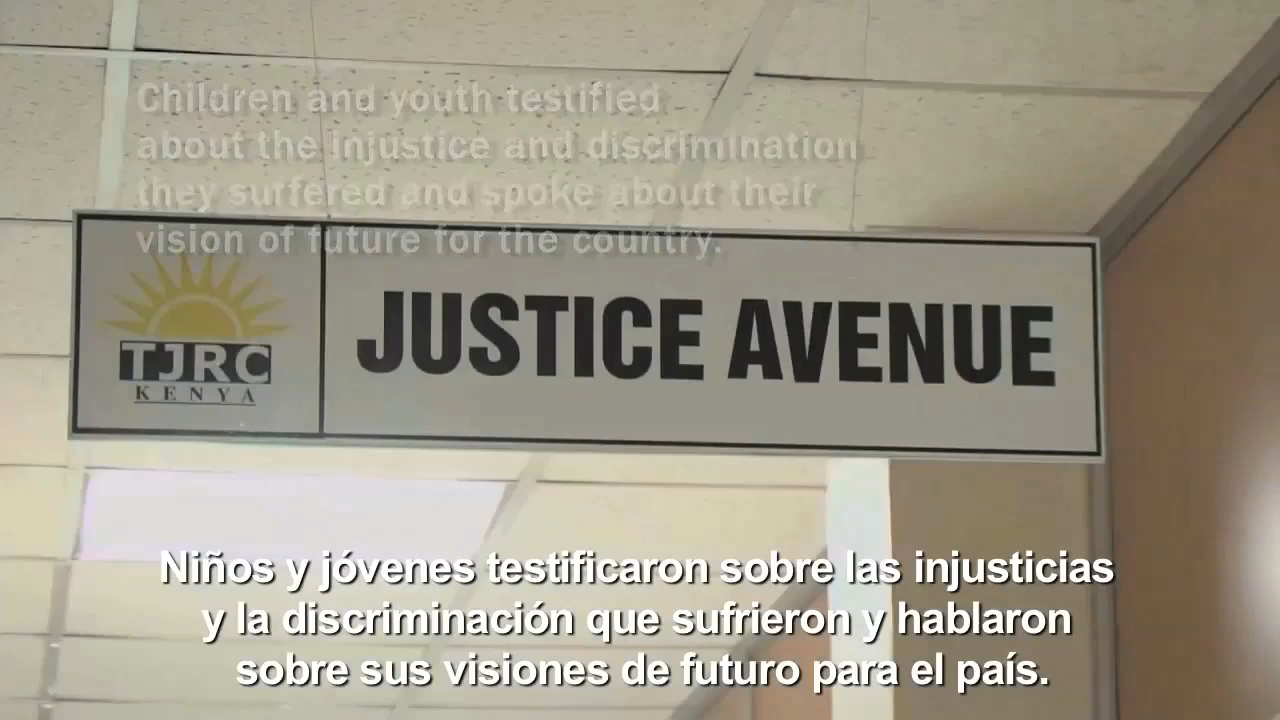 Children and youth testified
about the injustice and discrimination
they suffered and spoke about their
vision of future for the country.
TJRC
KENYA
JUSTICE AVENUE
Niños y jóvenes testificaron sobre las injusticias
y la discriminación que sufrieron y hablaron
sobre sus visiones de futuro para el país.